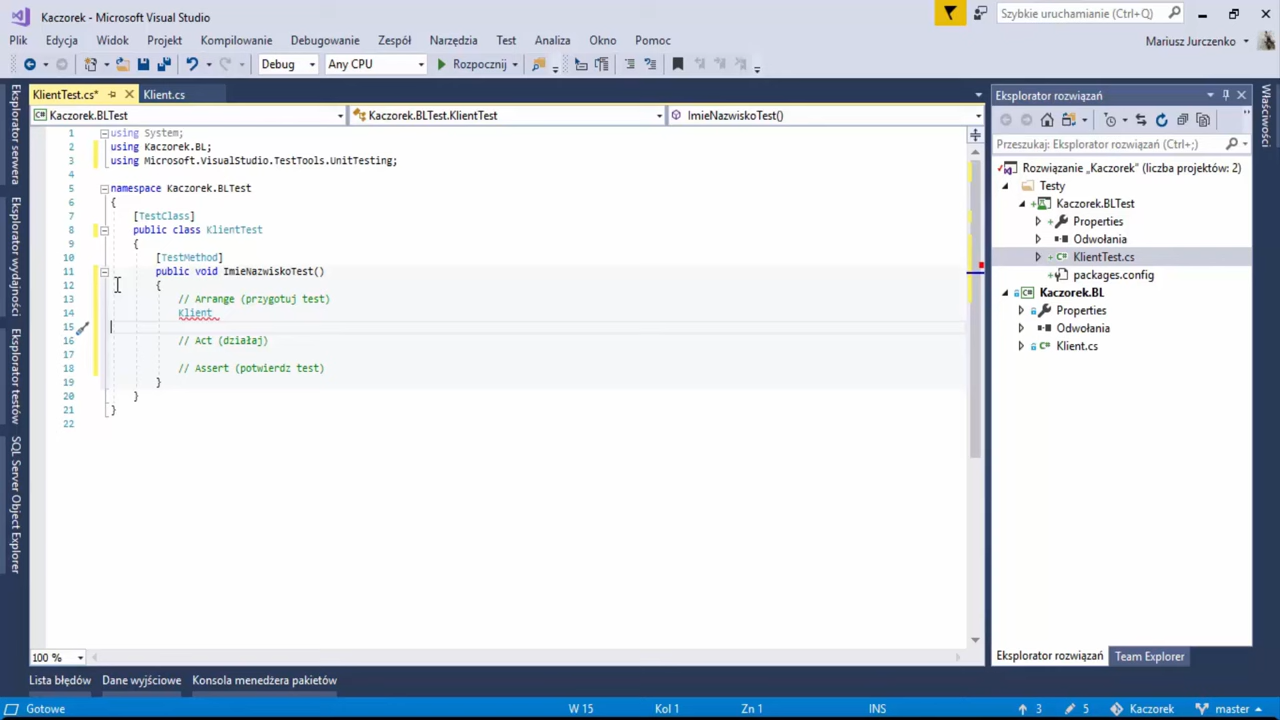 Kaczorek - Microsoft Visual Studio
Szybkie uruchamianie (Ctrl+Q)
Plik Edycja Widok Projekt Kompilowanie Debugowanie Zespół Narzędzia Test Analiza Okno Pomoc
Mariusz Jurczenko
Debug Any CPU Rozpocznij
KlientTest.cs* Klient.cs
Kaczorek.BLTest Kaczorek.BLTest.KlientTest ImieNazwiskoTest()
1 using System;
2 using Kaczorek.BL;
3 using Microsoft.VisualStudio.TestTools.UnitTesting;
4
5 namespace Kaczorek.BLTest
6 {
7 [TestClass]
8 public class KlientTest
9 {
10 [TestMethod]
11 public void ImieNazwiskoTest()
12 {
13 // Arrange (przygotuj test)
14 Klient
15
16 // Act (działaj)
17
18 // Assert (potwierdz test)
19 }
20 }
21 }
22
100 %
Eksplorator serwera
Eksplorator wydajności
Eksplorator testów
SQL Server Object Explorer
Eksplorator rozwiązań
Przeszukaj: Eksplorator rozwiązań (Ctrl+;)
Rozwiązanie „Kaczorek” (liczba projektów: 2)
Testy
Kaczorek.BLTest
Properties
Odwołania
KlientTest.cs
packages.config
Kaczorek.BL
Properties
Odwołania
Klient.cs
Eksplorator rozwiązań Team Explorer
Właściwości
Lista błędów Dane wyjściowe Konsola menedżera pakietów
Gotowe W 15 Kol 1 Zn 1 INS 3 5 Kaczorek master